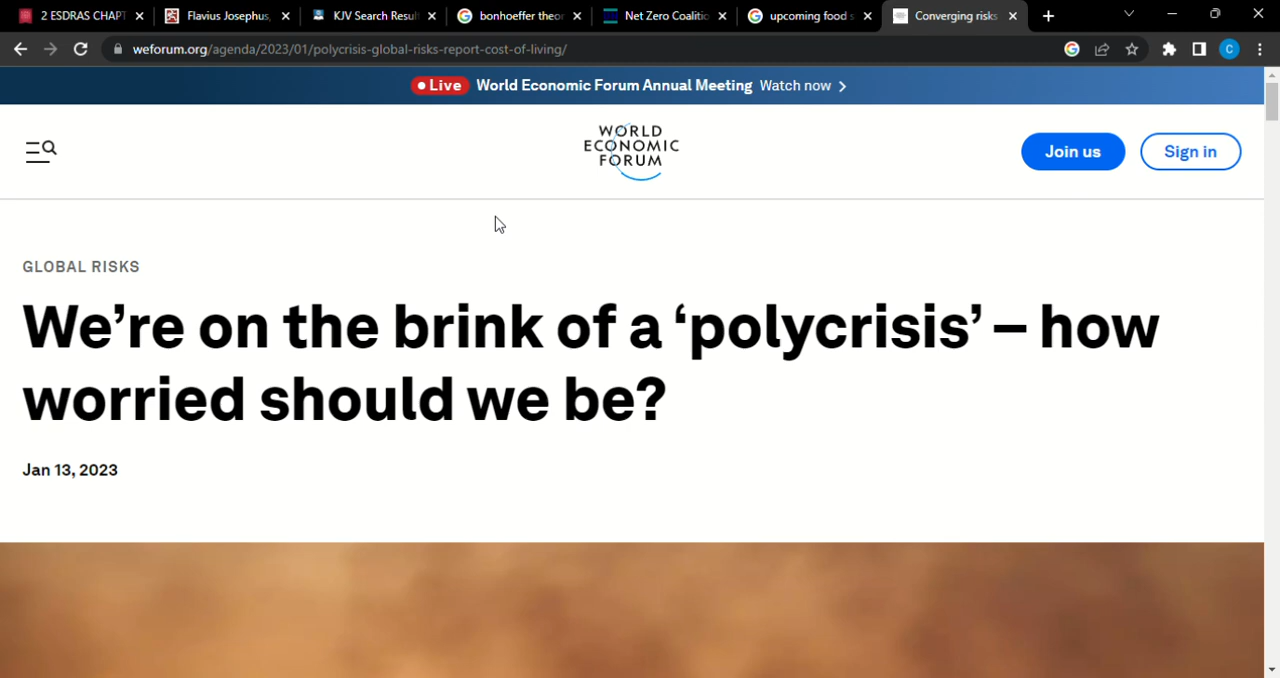 2 ESDRAS CHAPT
Flavius Josephus,
KJV Search Resul
bonhoeffer theor
Net Zero Coalitio
upcoming food s
Converging risks
weforum.org/agenda/2023/01/polycrisis-global-risks-report-cost-of-living/
C
Live World Economic Forum Annual Meeting Watch now
WORLD
ECONOMIC
FORUM
Join us
Sign in
GLOBAL RISKS
We're on the brink of a ‘polycrisis’ – how
worried should we be?
Jan 13, 2023